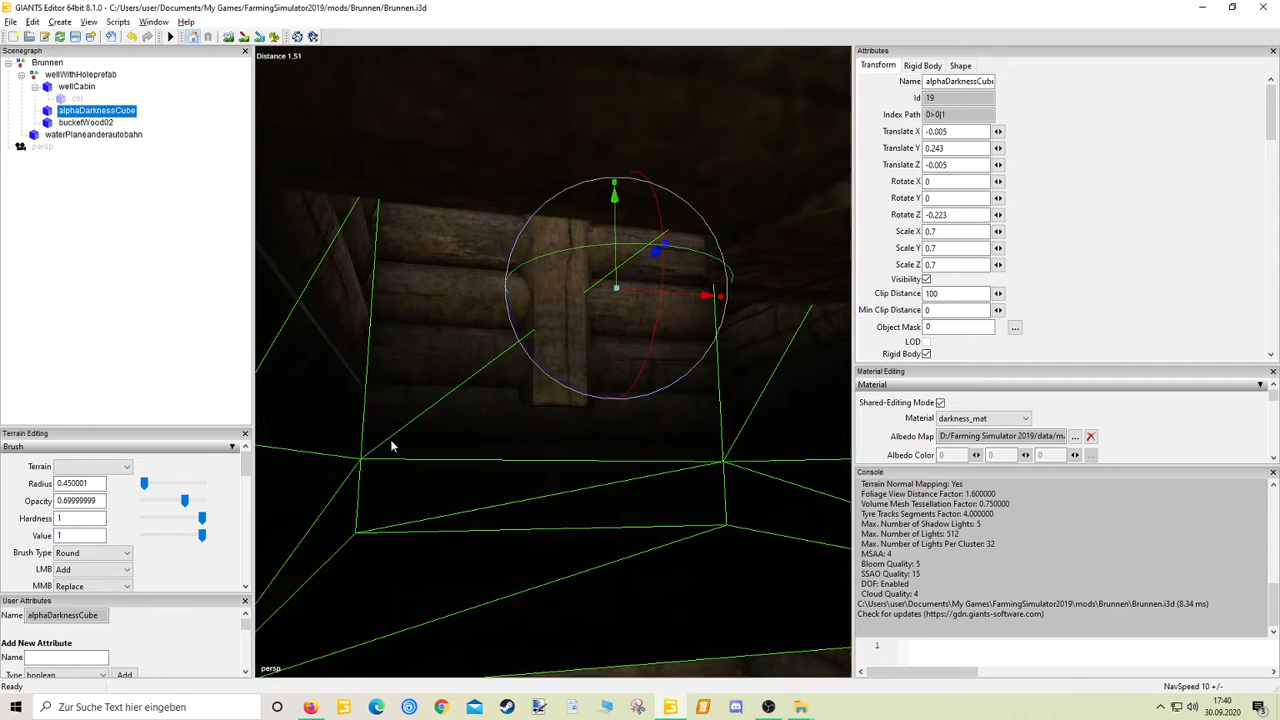 GIANTS Editor 64bit 8.1.0 - C:/Users/user/Documents/My Games/FarmingSimulator2019/mods/Brunnen/Brunnen.i3d
File Edit Create View Scripts Window Help
Scenegraph
Brunnen
wellWithHoleprefab
wellCabin
col
alphaDarknessCube
bucketWood02
waterPlaneanderautobahn
persp
Terrain Editing
Brush
Terrain
Radius 0.450001
Opacity 0.69999999
Hardness 1
Value 1
Brush Type Round
LMB Add
MMB Replace
User Attributes
Name alphaDarknessCube
Add New Attribute
Name
Type boolean Add
Ready
Distance 1.51
persp
Attributes
Transform Rigid Body Shape
Name alphaDarknessCube
Id 19
Index Path 0>0|1
Translate X -0.005
Translate Y 0.243
Translate Z -0.005
Rotate X 0
Rotate Y 0
Rotate Z -0.223
Scale X 0.7
Scale Y 0.7
Scale Z 0.7
Visibility
Clip Distance 100
Min Clip Distance 0
Object Mask 0 ...
LOD
Rigid Body
Material Editing
Material
Shared-Editing Mode
Material darkness_mat
Albedo Map D:/Farming Simulator 2019/data/m ...
Albedo Color 0 0 0 ...
Console
Terrain Normal Mapping: Yes
Foliage View Distance Factor: 1.600000
Volume Mesh Tessellation Factor: 0.750000
Tyre Tracks Segments Factor: 4.000000
Max. Number of Shadow Lights: 5
Max. Number of Lights: 512
Max. Number of Lights Per Cluster: 32
MSAA: 4
Bloom Quality: 5
SSAO Quality: 15
DOF: Enabled
Cloud Quality: 4
C:\Users\user\Documents\My Games\FarmingSimulator2019\mods\Brunnen\Brunnen.i3d (8.34 ms)
Check for updates (https://gdn.giants-software.com)
1
NavSpeed 10 +/-
Zur Suche Text hier eingeben
17:40
30.09.2020